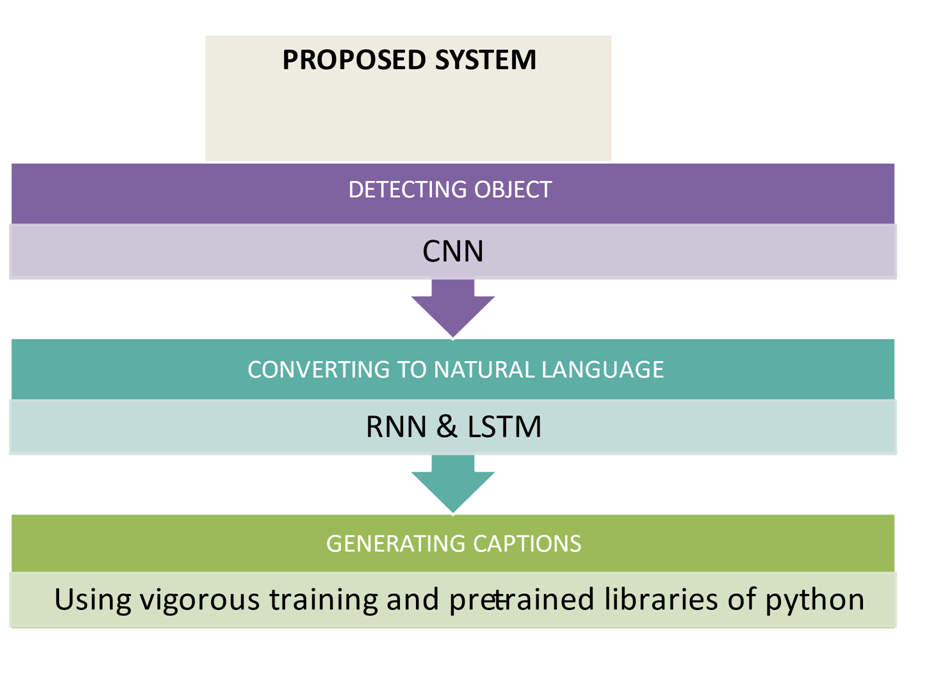 PROPOSED SYSTEM
DETECTING OBJECT
CNN
CONVERTING TO NATURAL LANGUAGE
RNN & LSTM
GENERATING CAPTIONS
Using vigorous training and pre-trained libraries of python